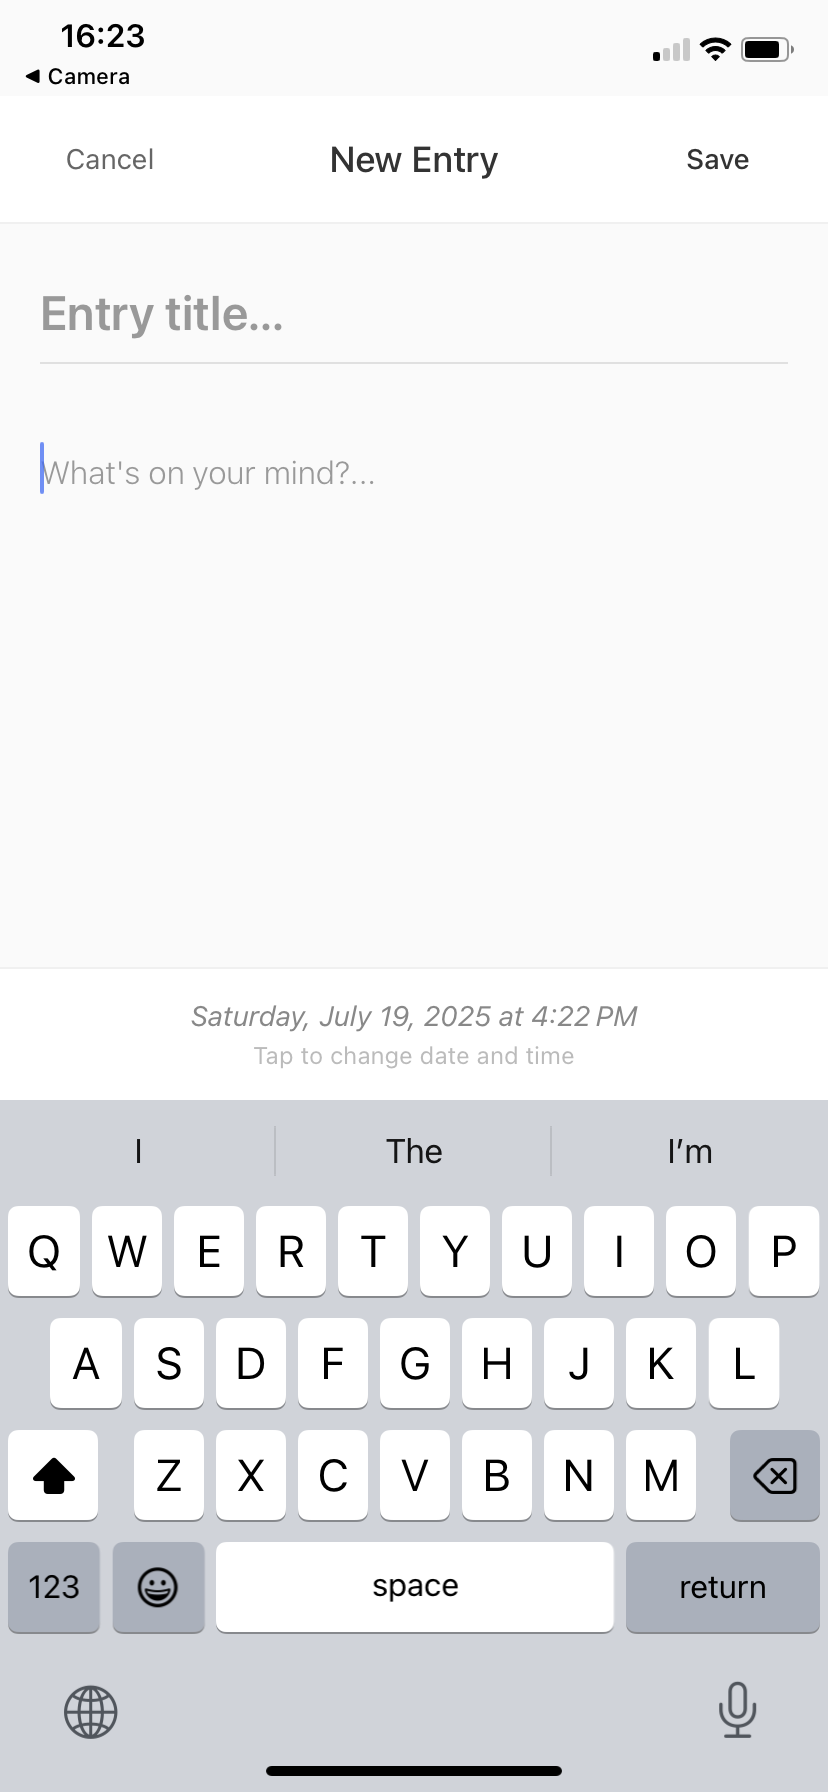 16:23
◀ Camera
Cancel New Entry Save
Entry title...
What's on your mind?...
Saturday, July 19, 2025 at 4:22 PM
Tap to change date and time
I The I’m
Q W E R T Y U I O P
A S D F G H J K L
Z X C V B N M
123 space return